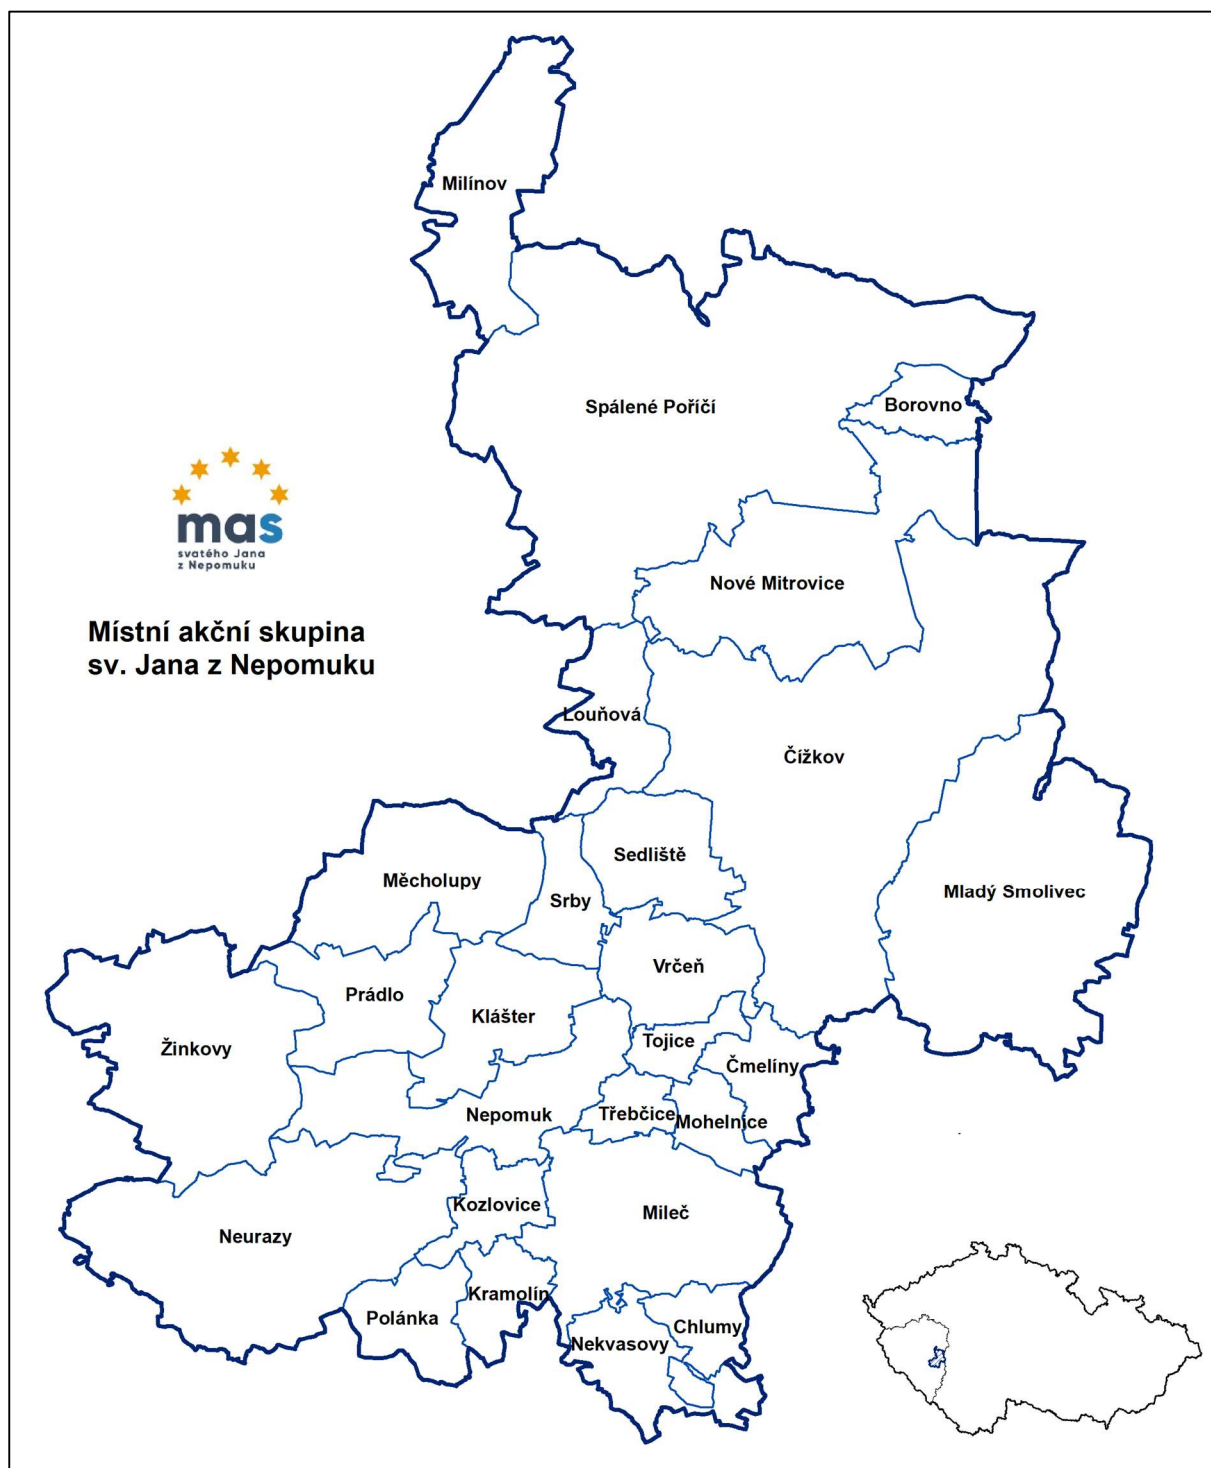 Milínov
Spálené Poříčí
Borovno
mas
svatého Jana
z Nepomuku
Nové Mitrovice
Místní akční skupina
sv. Jana z Nepomuku
Louňová
Čížkov
Sedliště
Měcholupy
Srby
Mladý Smolivec
Vrčeň
Prádlo
Klášter
Žinkovy
Tojice
Čmelíny
Nepomuk
Třebčice
Mohelnice
Kozlovice
Mileč
Neurazy
Kramolín
Polánka
Chlumy
Nekvasovy